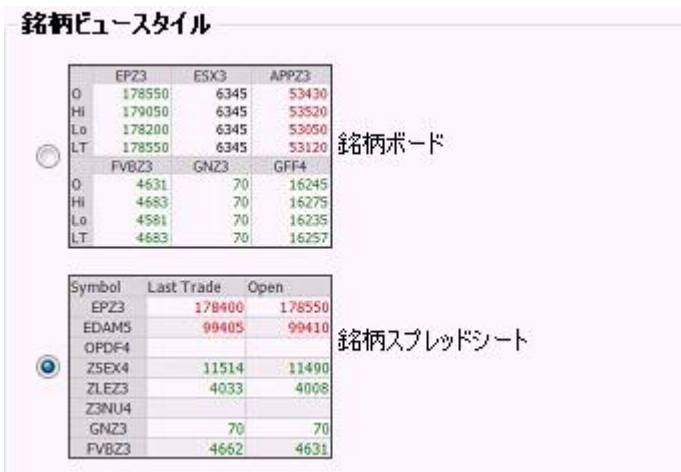 銘柄ビュースタイル
EPZ3 ESX3 APPZ3
O 178550 6345 53430
Hi 179050 6345 53520
Lo 178200 6345 53050
LT 178550 6345 53120
銘柄ボード
FVBZ3 GNZ3 GFF4
O 4631 70 16245
Hi 4683 70 16275
Lo 4581 70 16235
LT 4683 70 16257
Symbol Last Trade Open
EPZ3 178400 178550
EDAM5 99405 99410
OPDF4
銘柄スプレッドシート
ZSEX4 11514 11490
ZLEZ3 4033 4008
Z3NU4
GNZ3 70 70
FVBZ3 4662 4631